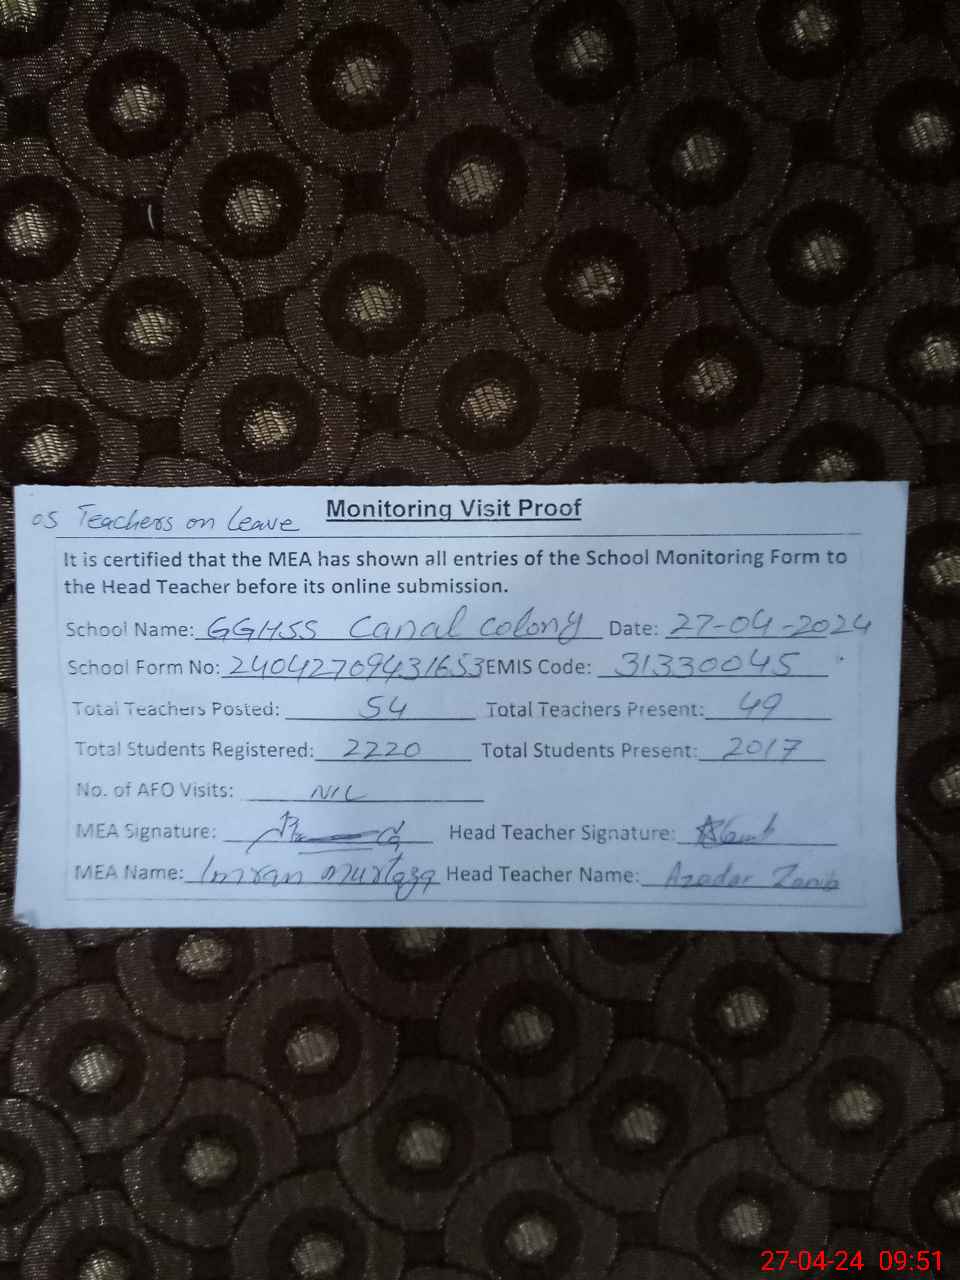 05 Teachers on Leave
Monitoring Visit Proof
It is certified that the MEA has shown all entries of the School Monitoring Form to
the Head Teacher before its online submission.
School Name: GGHSS Canal Colony Date: 27-04-2024
School Form No: 24042709431653 EMIS Code: 31330045
Total Teachers Posted: 54 Total Teachers Present: 49
Total Students Registered: 2220 Total Students Present: 2017
No. of AFO Visits: NIL
MEA Signature: Head Teacher Signature:
MEA Name: Imran Murtaza Head Teacher Name: Azadar Zanib
27-04-24 09:51